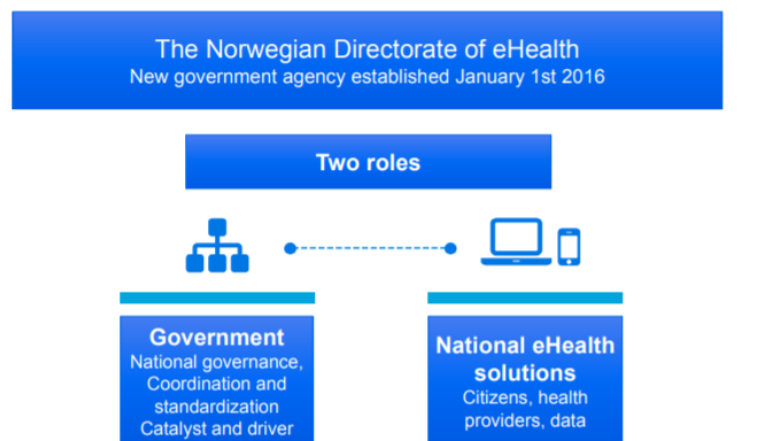 The Norwegian Directorate of eHealth
New government agency established January 1st 2016
Two roles
Government
National governance,
Coordination and
standardization
Catalyst and driver
National eHealth
solutions
Citizens, health
providers, data